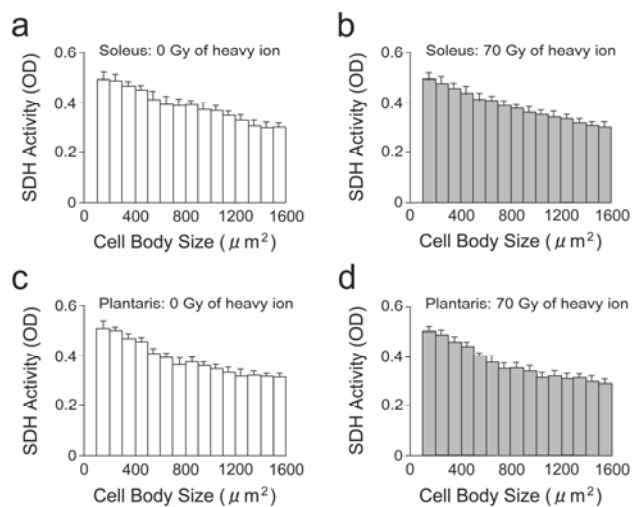 a
Soleus: 0 Gy of heavy ion
SDH Activity (OD)
0.6
0.4
0.2
0
0 400 800 1200 1600
Cell Body Size (μm²)
b
Soleus: 70 Gy of heavy ion
SDH Activity (OD)
0.6
0.4
0.2
0
0 400 800 1200 1600
Cell Body Size (μm²)
c
Plantaris: 0 Gy of heavy ion
SDH Activity (OD)
0.6
0.4
0.2
0
0 400 800 1200 1600
Cell Body Size (μm²)
d
Plantaris: 70 Gy of heavy ion
SDH Activity (OD)
0.6
0.4
0.2
0
0 400 800 1200 1600
Cell Body Size (μm²)